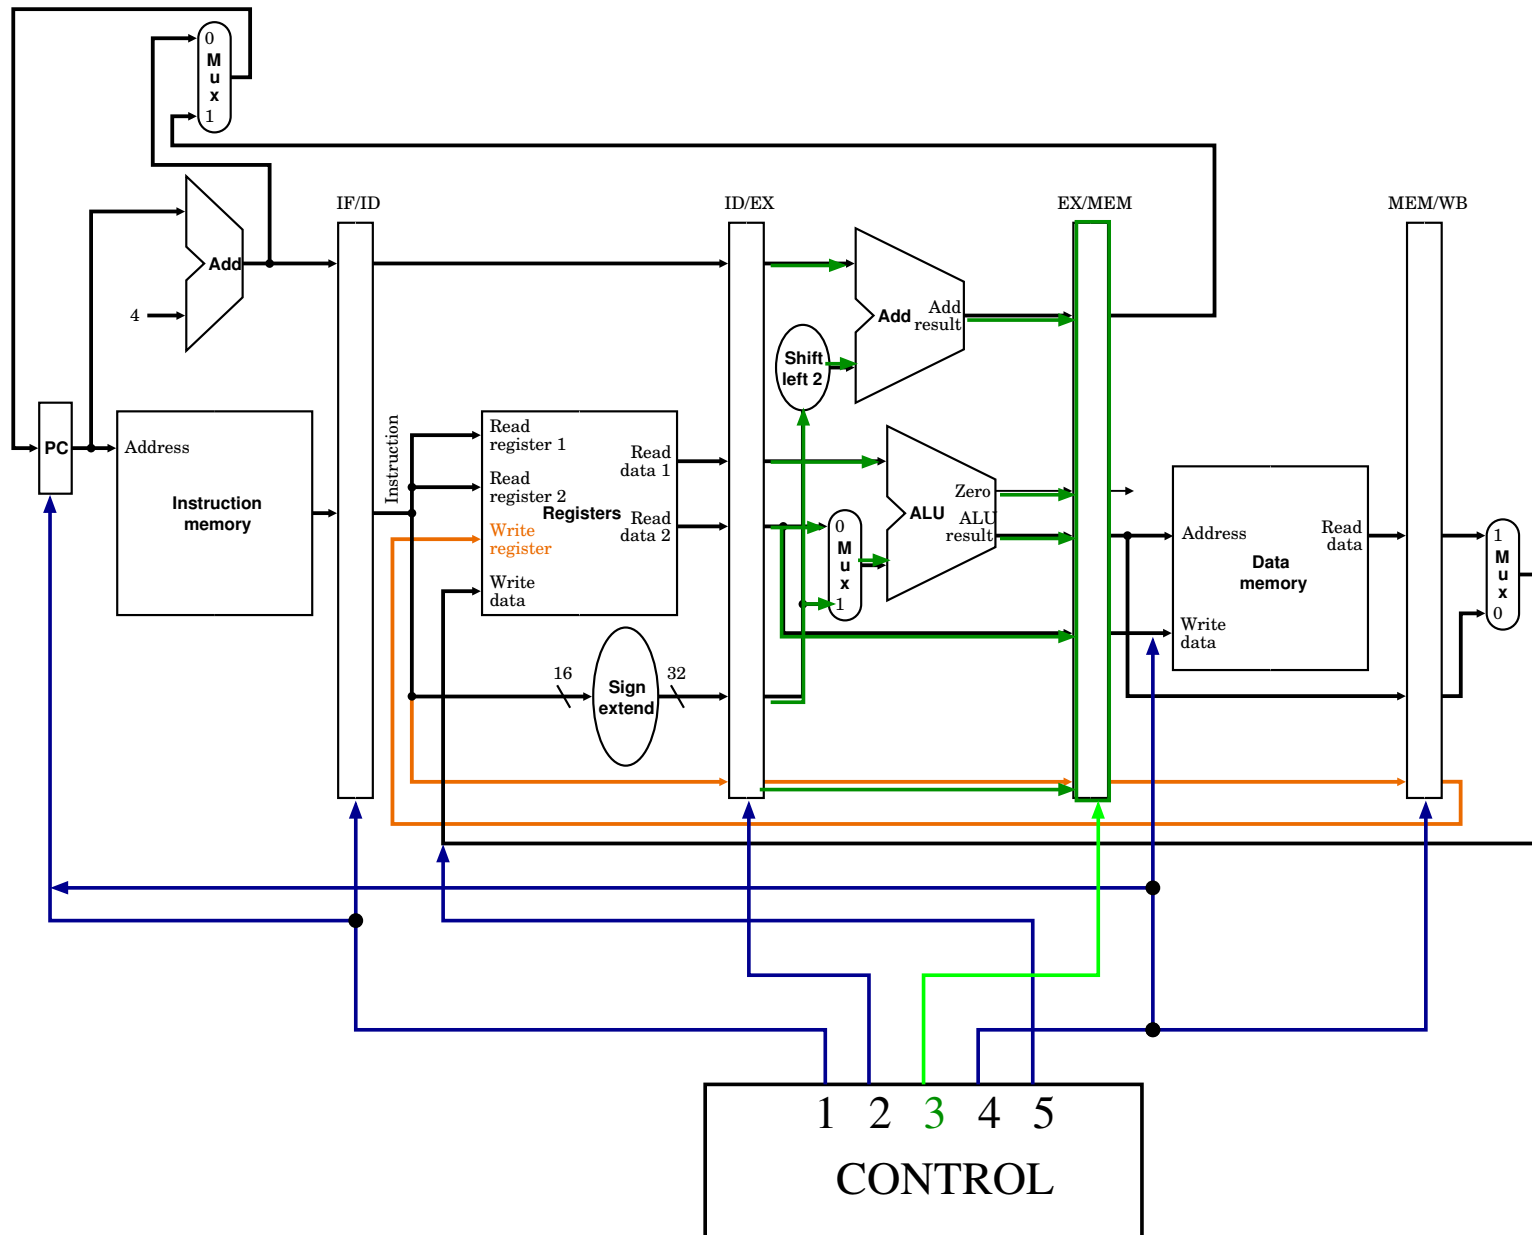 0
M
u
x
1
IF/ID
ID/EX
EX/MEM
MEM/WB
Add
4
Add
Add
result
Shift
left 2
PC
Address
Instruction
memory
Instruction
Read
register 1
Read
register 2
Write
register
Write
data
Registers
Read
data 1
Read
data 2
0
M
u
x
1
ALU
Zero
ALU
result
Address
Read
data
Data
memory
Write
data
1
M
u
x
0
16
Sign
extend
32
1 2 3 4 5
CONTROL